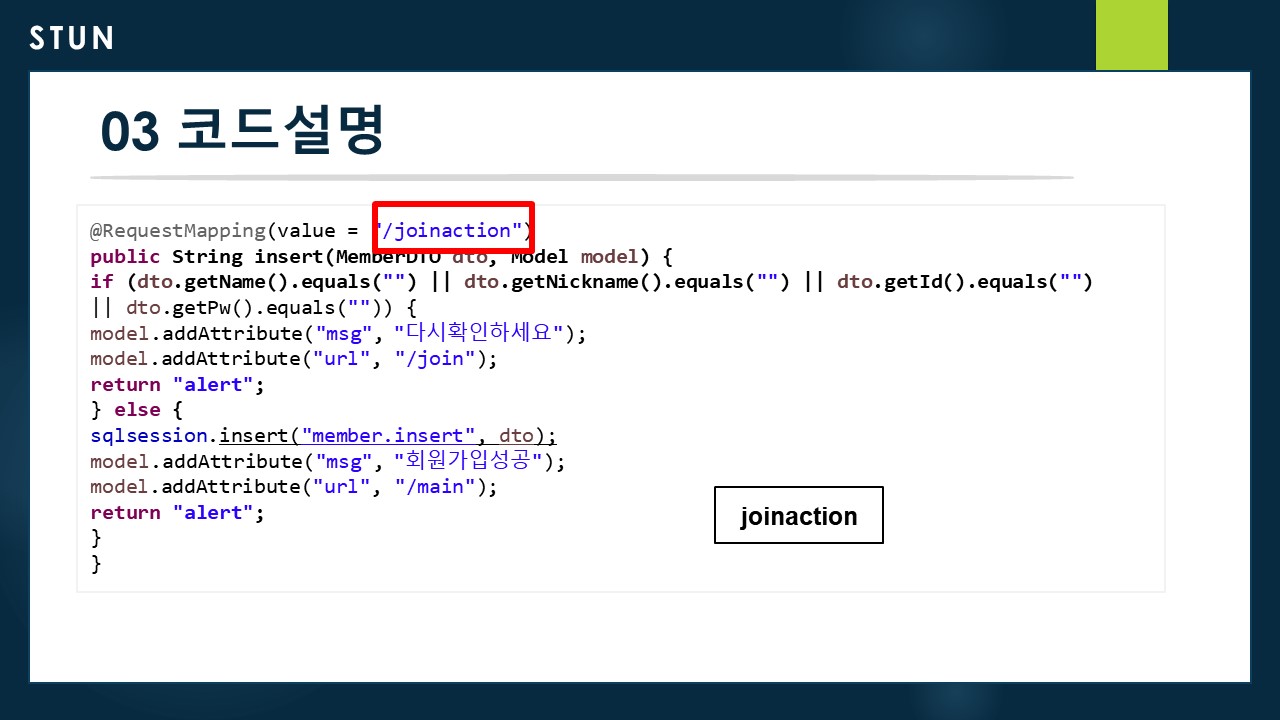 STUN
03 코드설명
@RequestMapping(value = "/joinaction")
public String insert(MemberDTO dto, Model model) {
if (dto.getName().equals("") || dto.getNickname().equals("") || dto.getId().equals("")
|| dto.getPw().equals("")) {
model.addAttribute("msg", "다시확인하세요");
model.addAttribute("url", "/join");
return "alert";
} else {
sqlsession.insert("member.insert", dto);
model.addAttribute("msg", "회원가입성공");
model.addAttribute("url", "/main");
return "alert";
}
}
joinaction